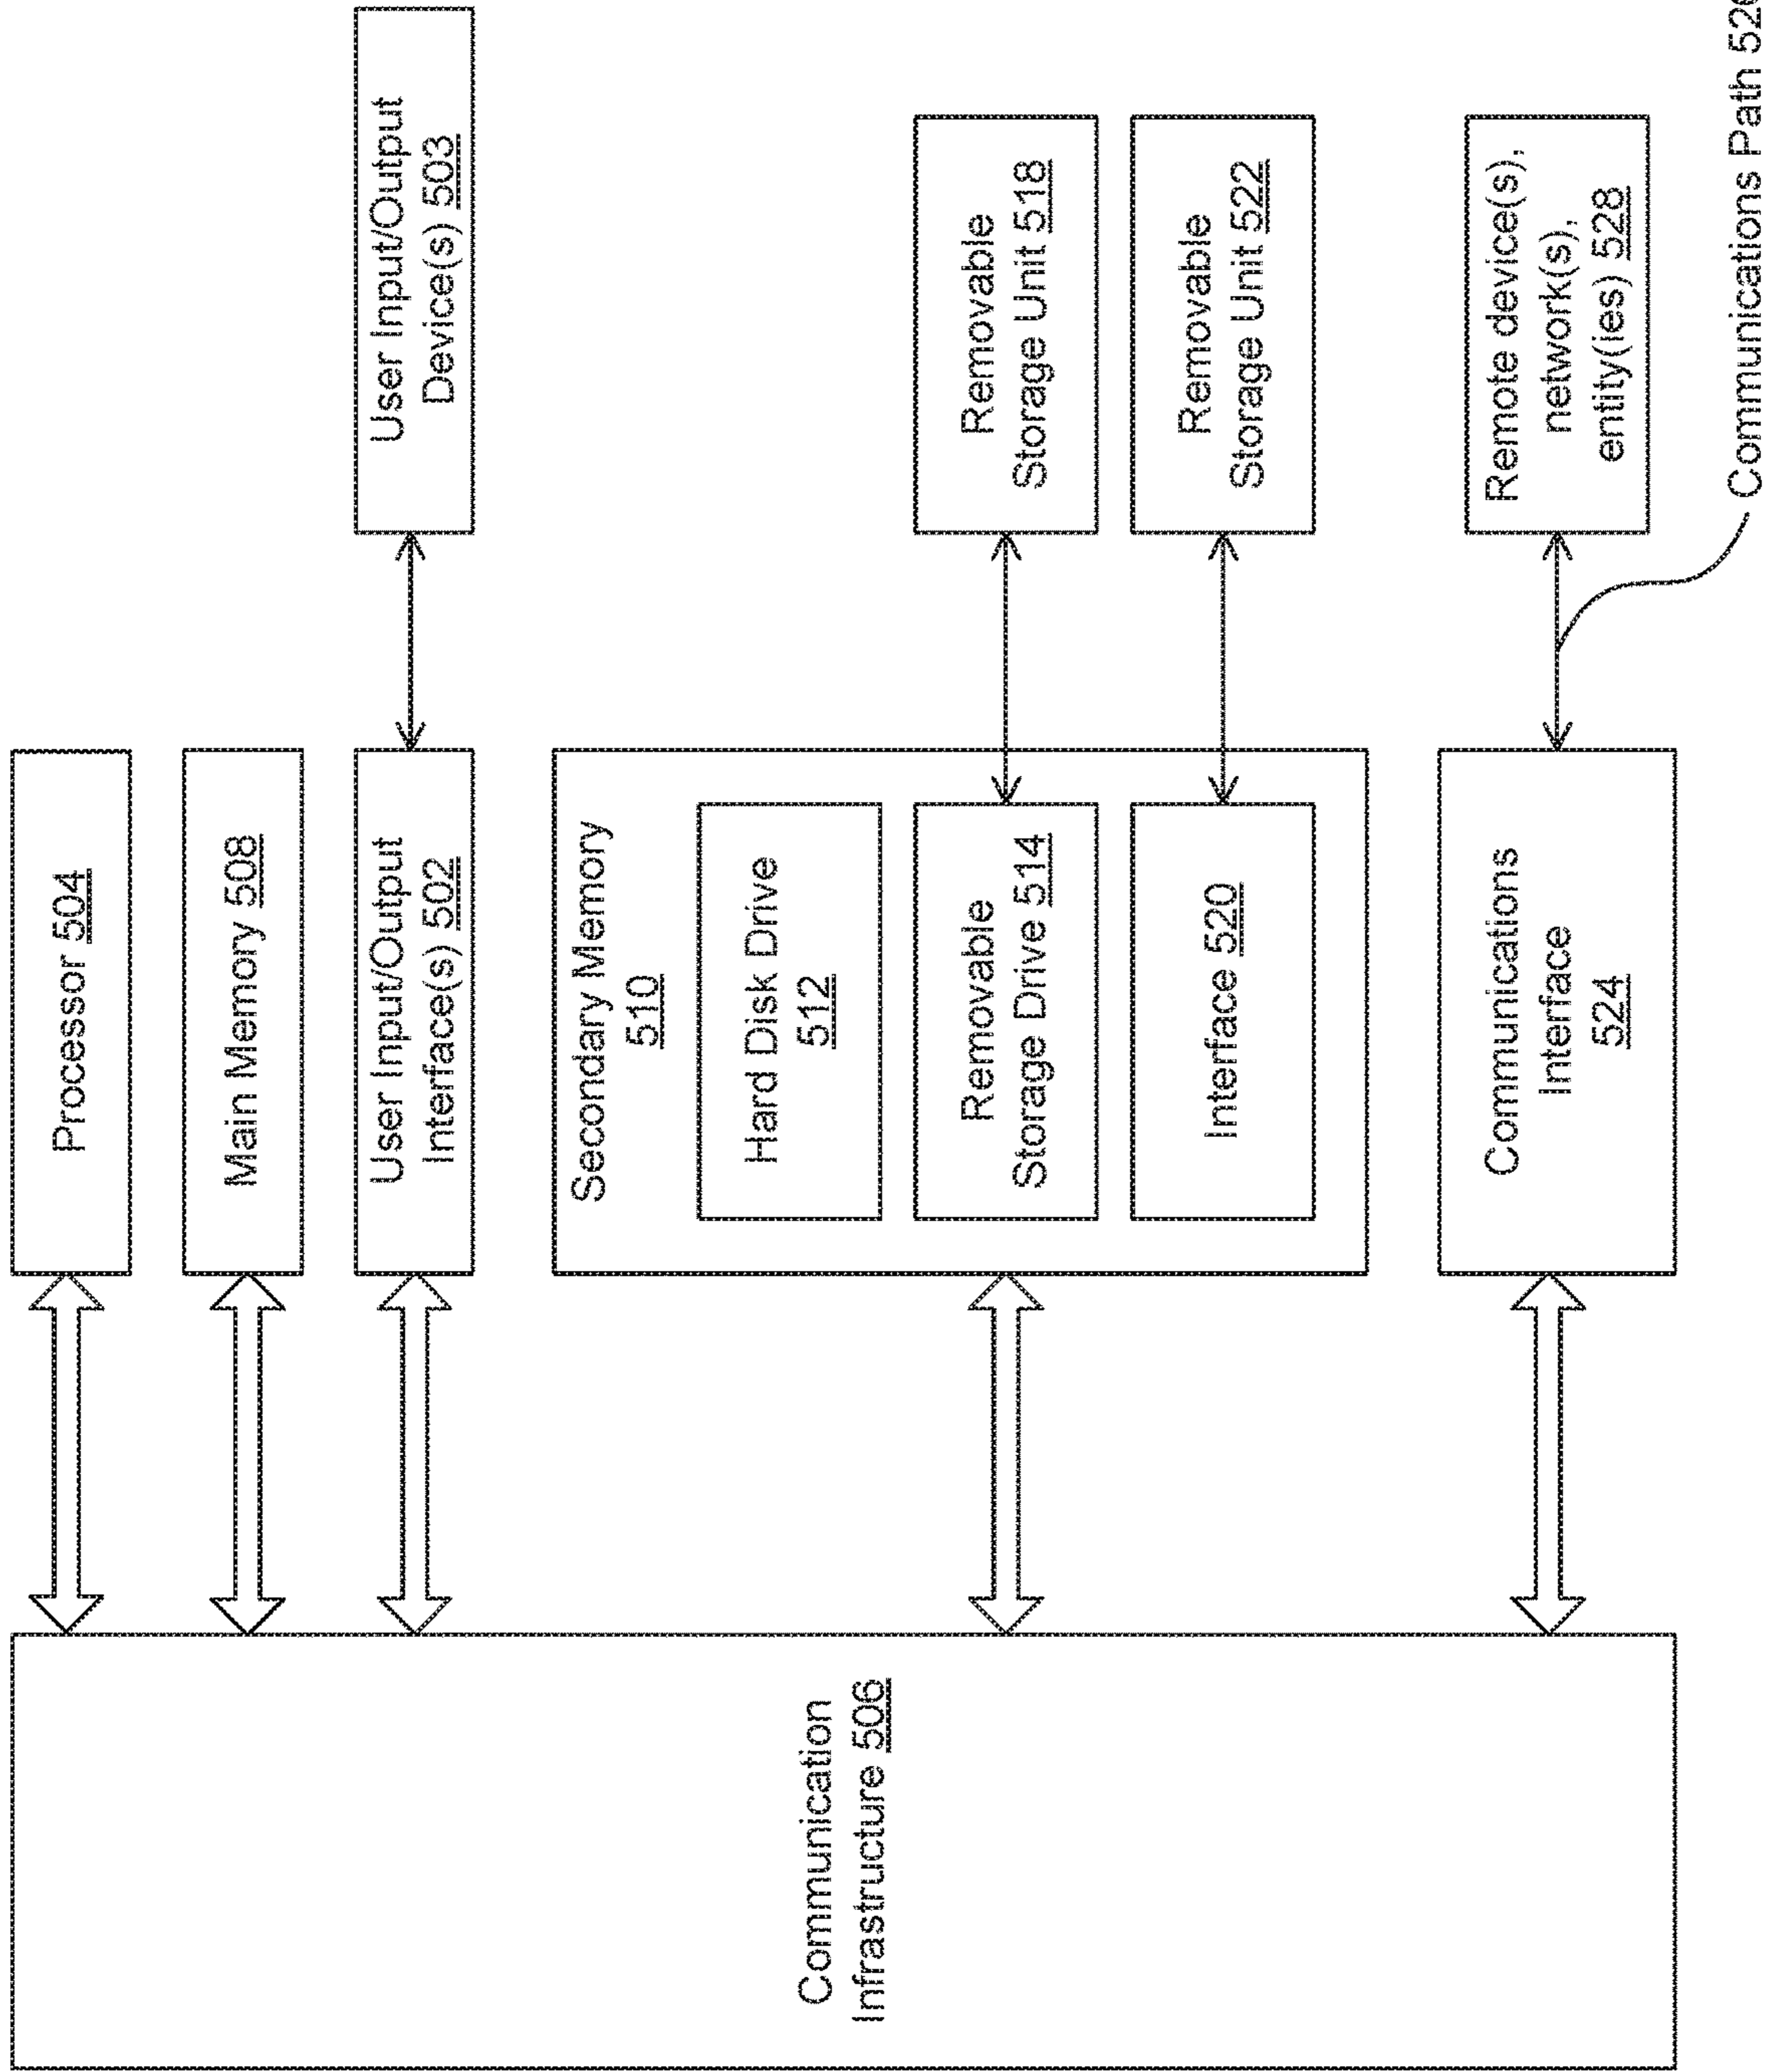 Processor 504
Main Memory 508
User Input/Output
Interface(s) 502
User Input/Output
Device(s) 503
Secondary Memory
510
Hard Disk Drive
512
Removable
Storage Drive 514
Removable
Storage Unit 518
Interface 520
Removable
Storage Unit 522
Communications
Interface
524
Remote device(s),
network(s),
entity(ies) 528
Communications Path 526
Communication
Infrastructure 506